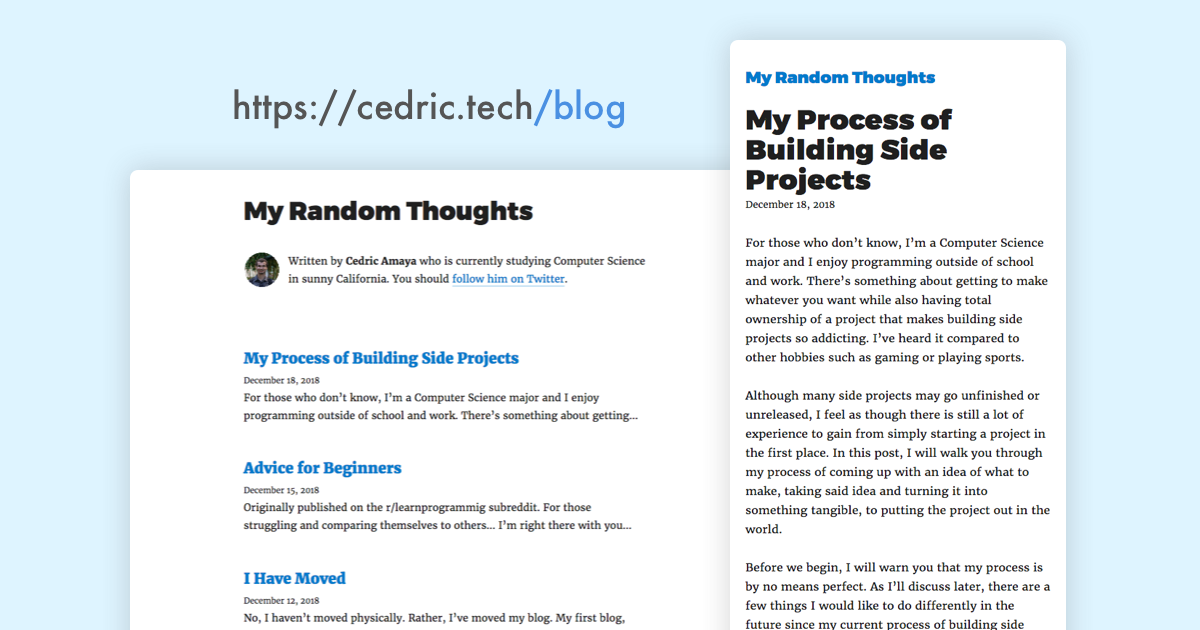 https://cedric.tech/blog
My Random Thoughts
Written by Cedric Amaya who is currently studying Computer Science
in sunny California. You should follow him on Twitter.
My Process of Building Side Projects
December 18, 2018
For those who don’t know, I’m a Computer Science major and I enjoy
programming outside of school and work. There’s something about getting...
Advice for Beginners
December 15, 2018
Originally published on the r/learnprogrammig subreddit. For those
struggling and comparing themselves to others... I’m right there with you...
I Have Moved
December 12, 2018
No, I haven’t moved physically. Rather, I’ve moved my blog. My first blog,
My Random Thoughts
My Process of
Building Side
Projects
December 18, 2018
For those who don’t know, I’m a Computer Science
major and I enjoy programming outside of school
and work. There’s something about getting to make
whatever you want while also having total
ownership of a project that makes building side
projects so addicting. I’ve heard it compared to
other hobbies such as gaming or playing sports.
Although many side projects may go unfinished or
unreleased, I feel as though there is still a lot of
experience to gain from simply starting a project in
the first place. In this post, I will walk you through
my process of coming up with an idea of what to
make, taking said idea and turning it into
something tangible, to putting the project out in the
world.
Before we begin, I will warn you that my process is
by no means perfect. As I’ll discuss later, there are a
few things I would like to do differently in the
future since my current process of building side